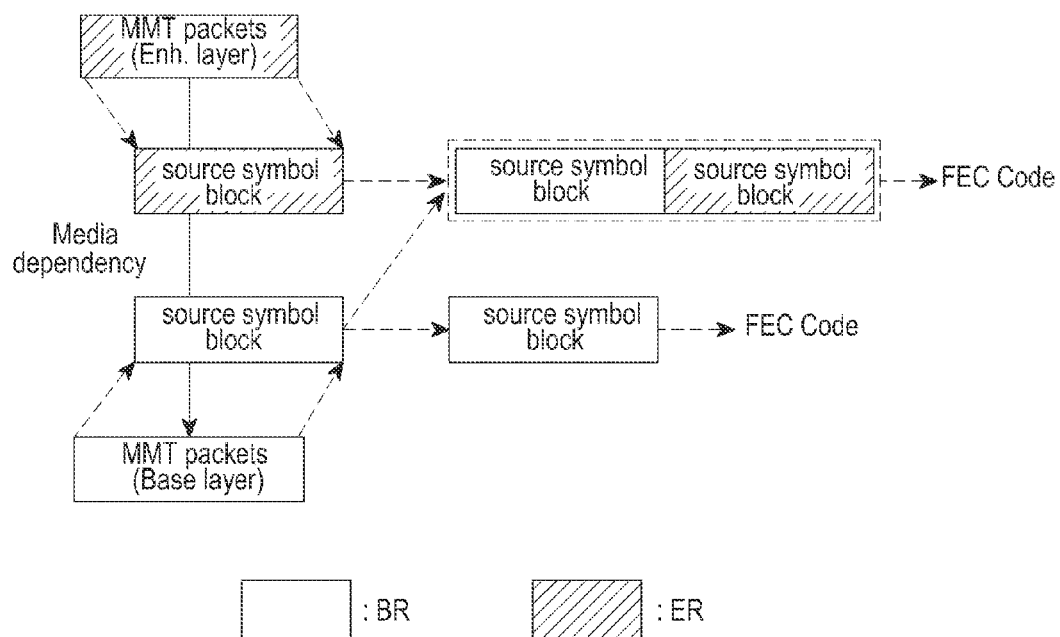 MMT packets
(Enh. layer)
source symbol
block
source symbol
block
source symbol
block
FEC Code
Media
dependency
source symbol
block
source symbol
block
FEC Code
MMT packets
(Base layer)
: BR
: ER